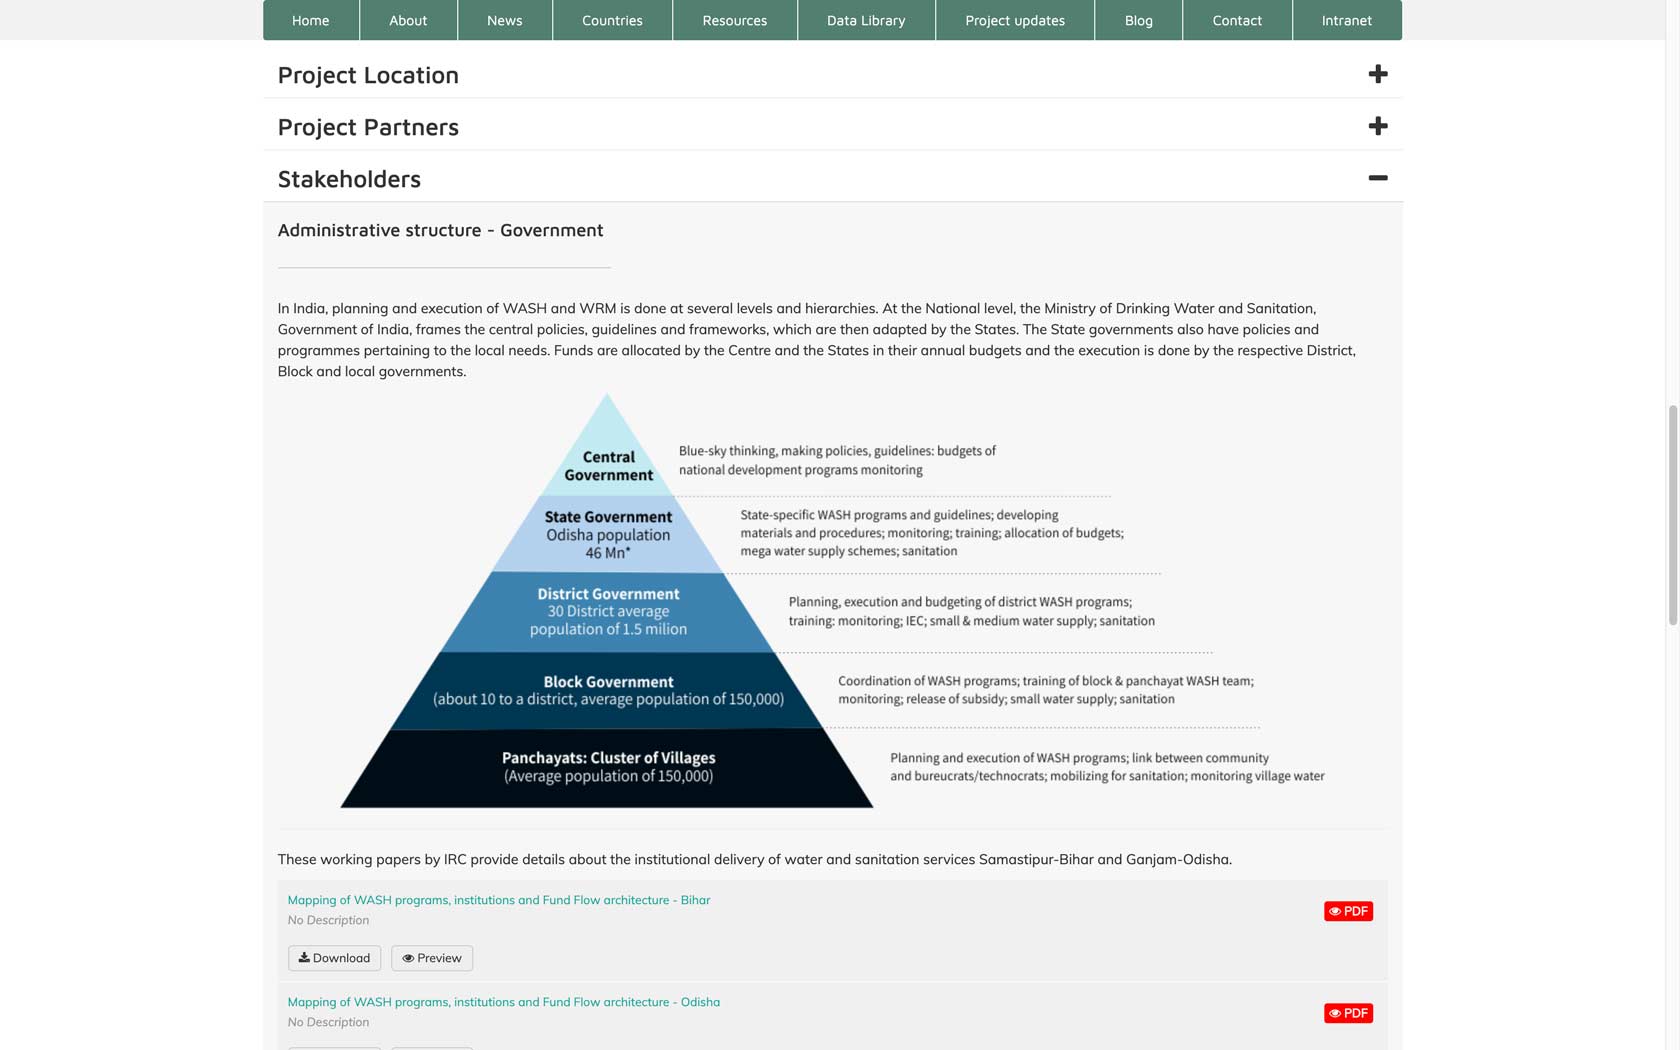 Home
About
News
Countries
Resources
Data Library
Project updates
Blog
Contact
Intranet
Project Location
Project Partners
Stakeholders
Administrative structure - Government
In India, planning and execution of WASH and WRM is done at several levels and hierarchies. At the National level, the Ministry of Drinking Water and Sanitation,
Government of India, frames the central policies, guidelines and frameworks, which are then adapted by the States. The State governments also have policies and
programmes pertaining to the local needs. Funds are allocated by the Centre and the States in their annual budgets and the execution is done by the respective District,
Block and local governments.
Central
Government
Blue-sky thinking, making policies, guidelines: budgets of
national development programs monitoring
State Government
Odisha population
46 Mn*
State-specific WASH programs and guidelines; developing
materials and procedures; monitoring; training; allocation of budgets;
mega water supply schemes; sanitation
District Government
30 District average
population of 1.5 milion
Planning, execution and budgeting of district WASH programs;
training: monitoring; IEC; small & medium water supply; sanitation
Block Government
(about 10 to a district, average population of 150,000)
Coordination of WASH programs; training of block & panchayat WASH team;
monitoring; release of subsidy; small water supply; sanitation
Panchayats: Cluster of Villages
(Average population of 150,000)
Planning and execution of WASH programs; link between community
and bureucrats/technocrats; mobilizing for sanitation; monitoring village water
These working papers by IRC provide details about the institutional delivery of water and sanitation services Samastipur-Bihar and Ganjam-Odisha.
Mapping of WASH programs, institutions and Fund Flow architecture - Bihar
No Description
PDF
Download
Preview
Mapping of WASH programs, institutions and Fund Flow architecture - Odisha
No Description
PDF